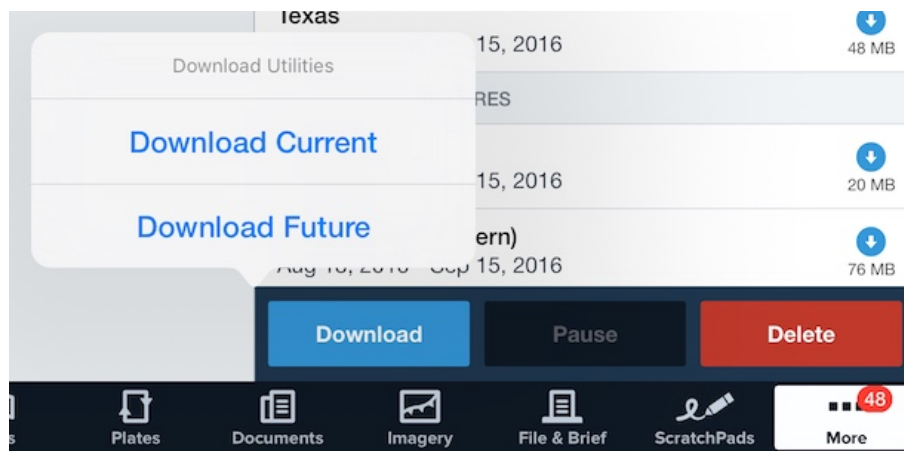 Texas
15, 2016
48 MB
Download Utilities
RES
Download Current
15, 2016
20 MB
Download Future
ern)
Sep 15, 2016
76 MB
Download
Pause
Delete
48
s
Plates
Documents
Imagery
File & Brief
ScratchPads
More